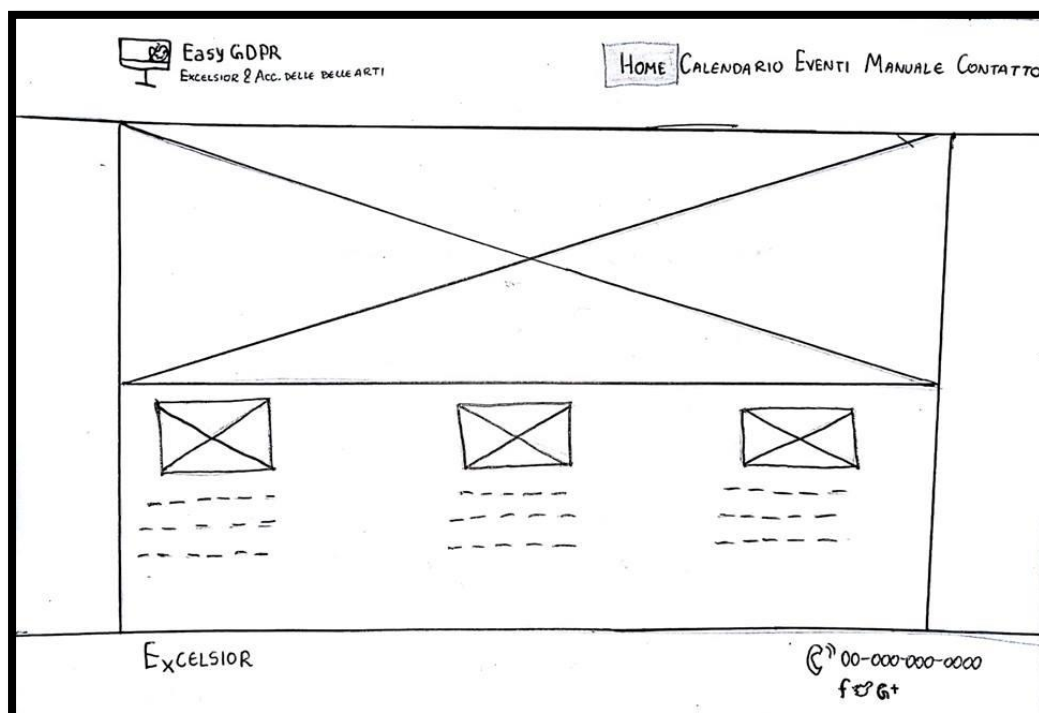 Easy GDPR
EXCELSIOR & ACC. DELLE BELLE ARTI
HOME CALENDARIO EVENTI MANUALE CONTATTO
EXCELSIOR
00-000-000-0000
f G+